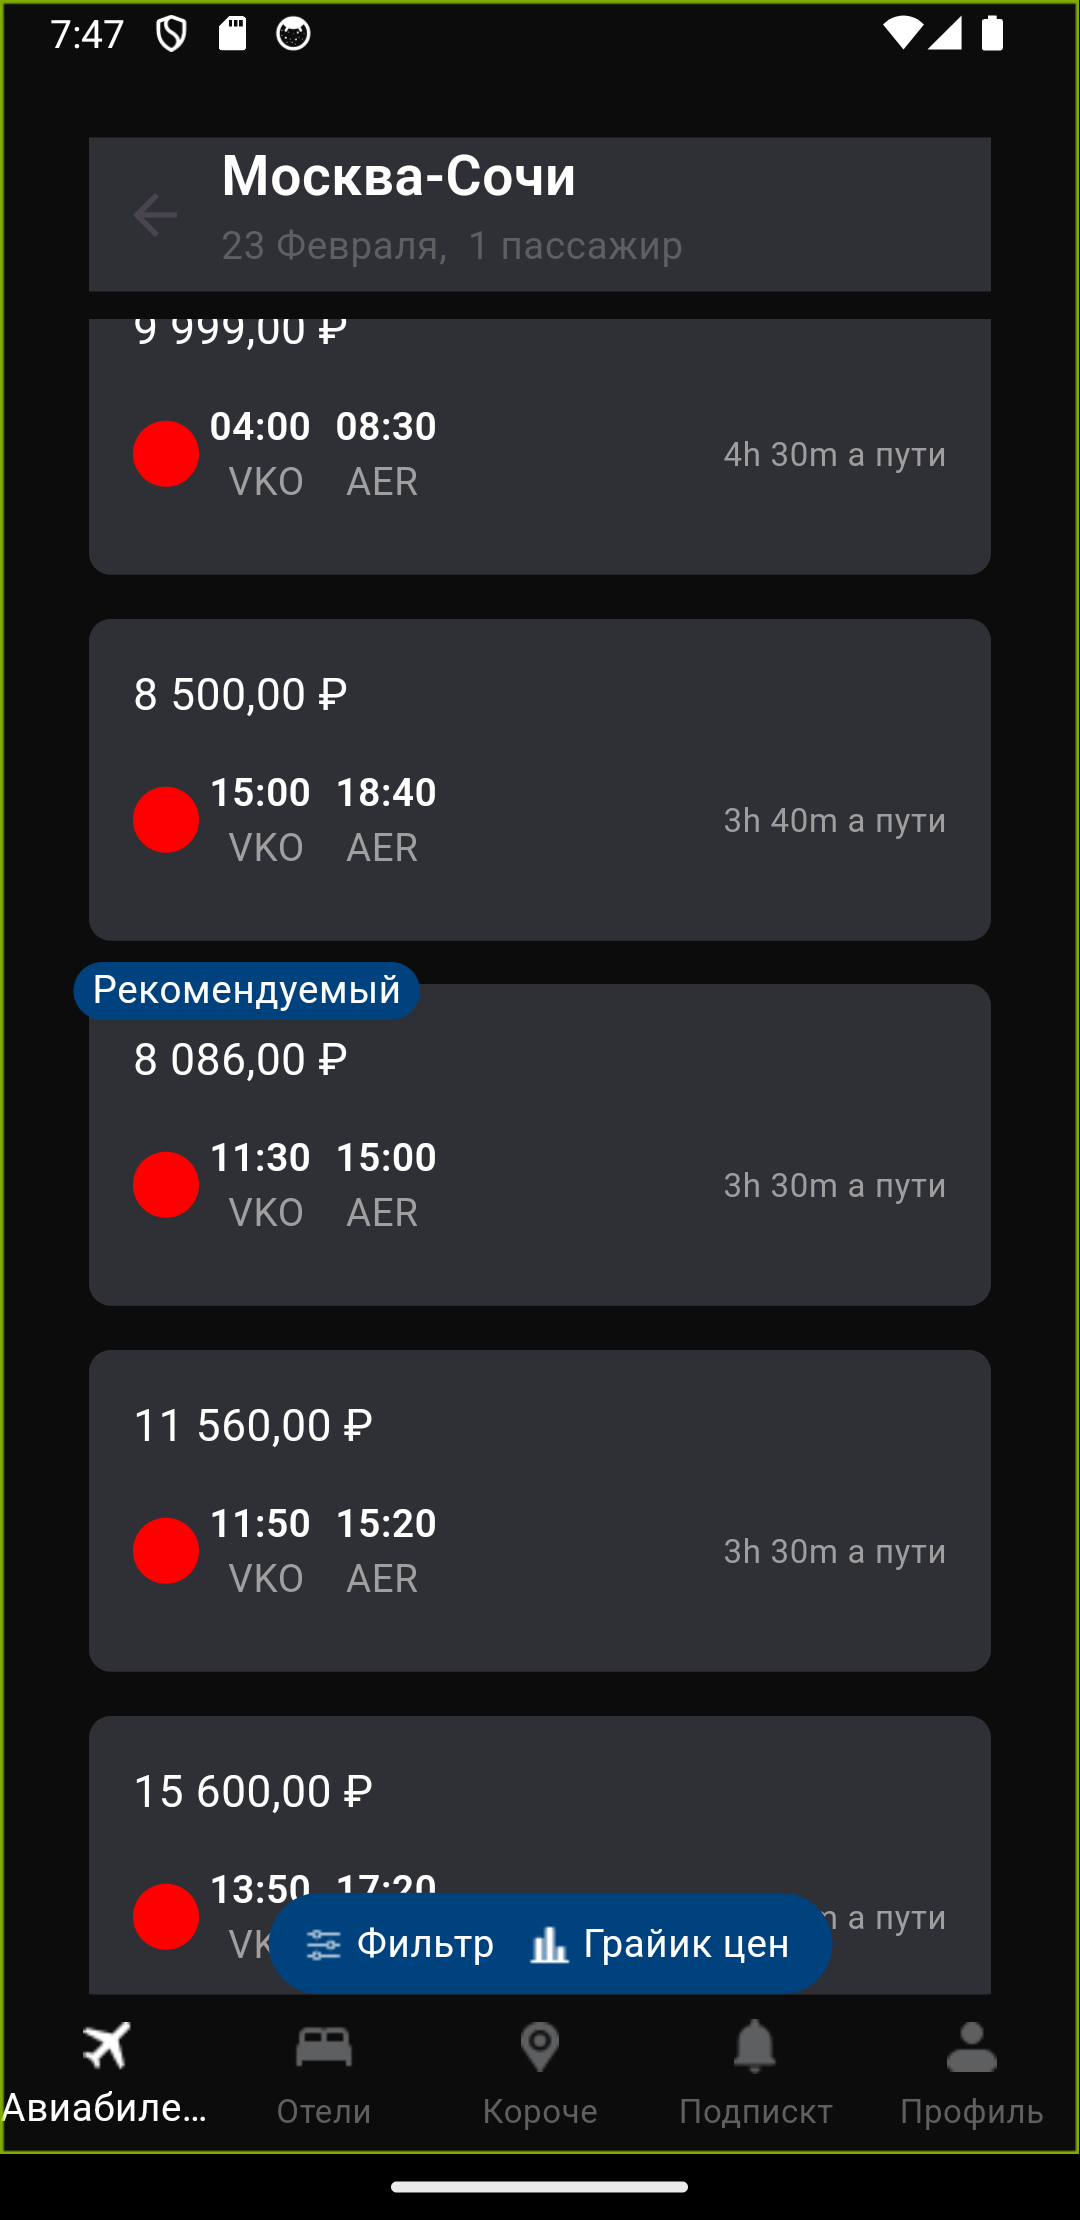 7:47
Москва-Сочи
23 Февраля, 1 пассажир
9 999,00 ₽
04:00 08:30
VKO AER
4h 30m а пути
8 500,00 ₽
15:00 18:40
VKO AER
3h 40m а пути
Рекомендуемый
8 086,00 ₽
11:30 15:00
VKO AER
3h 30m а пути
11 560,00 ₽
11:50 15:20
VKO AER
3h 30m а пути
15 600,00 ₽
13:50 17:20
а пути
Фильтр Грайик цен
Авиабиле...
Отели
Короче
Подпискт
Профиль